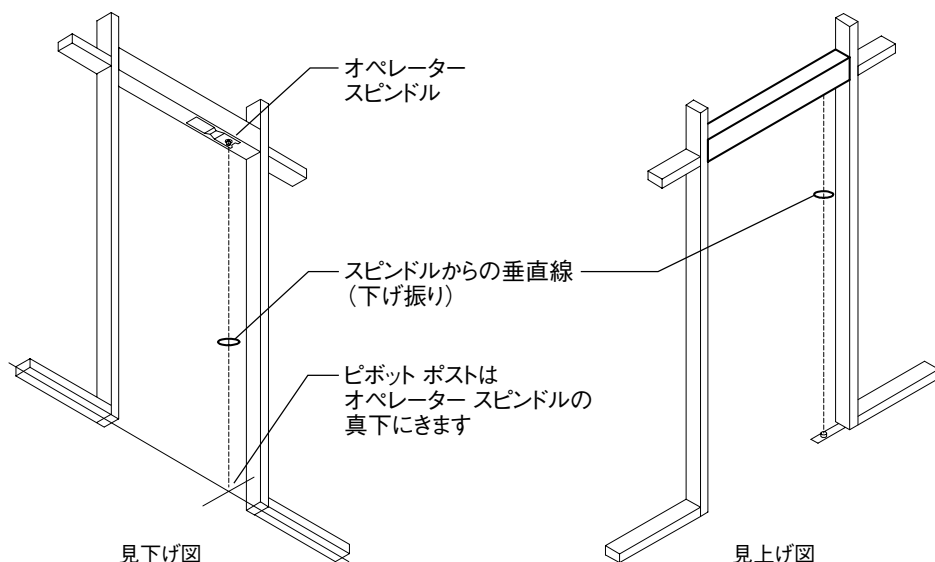 オペレーター
スピンドル
スピンドルからの垂直線
（下げ振り）
ピボット ポストは
オペレーター スピンドルの
真下にきます
見下げ図
見上げ図